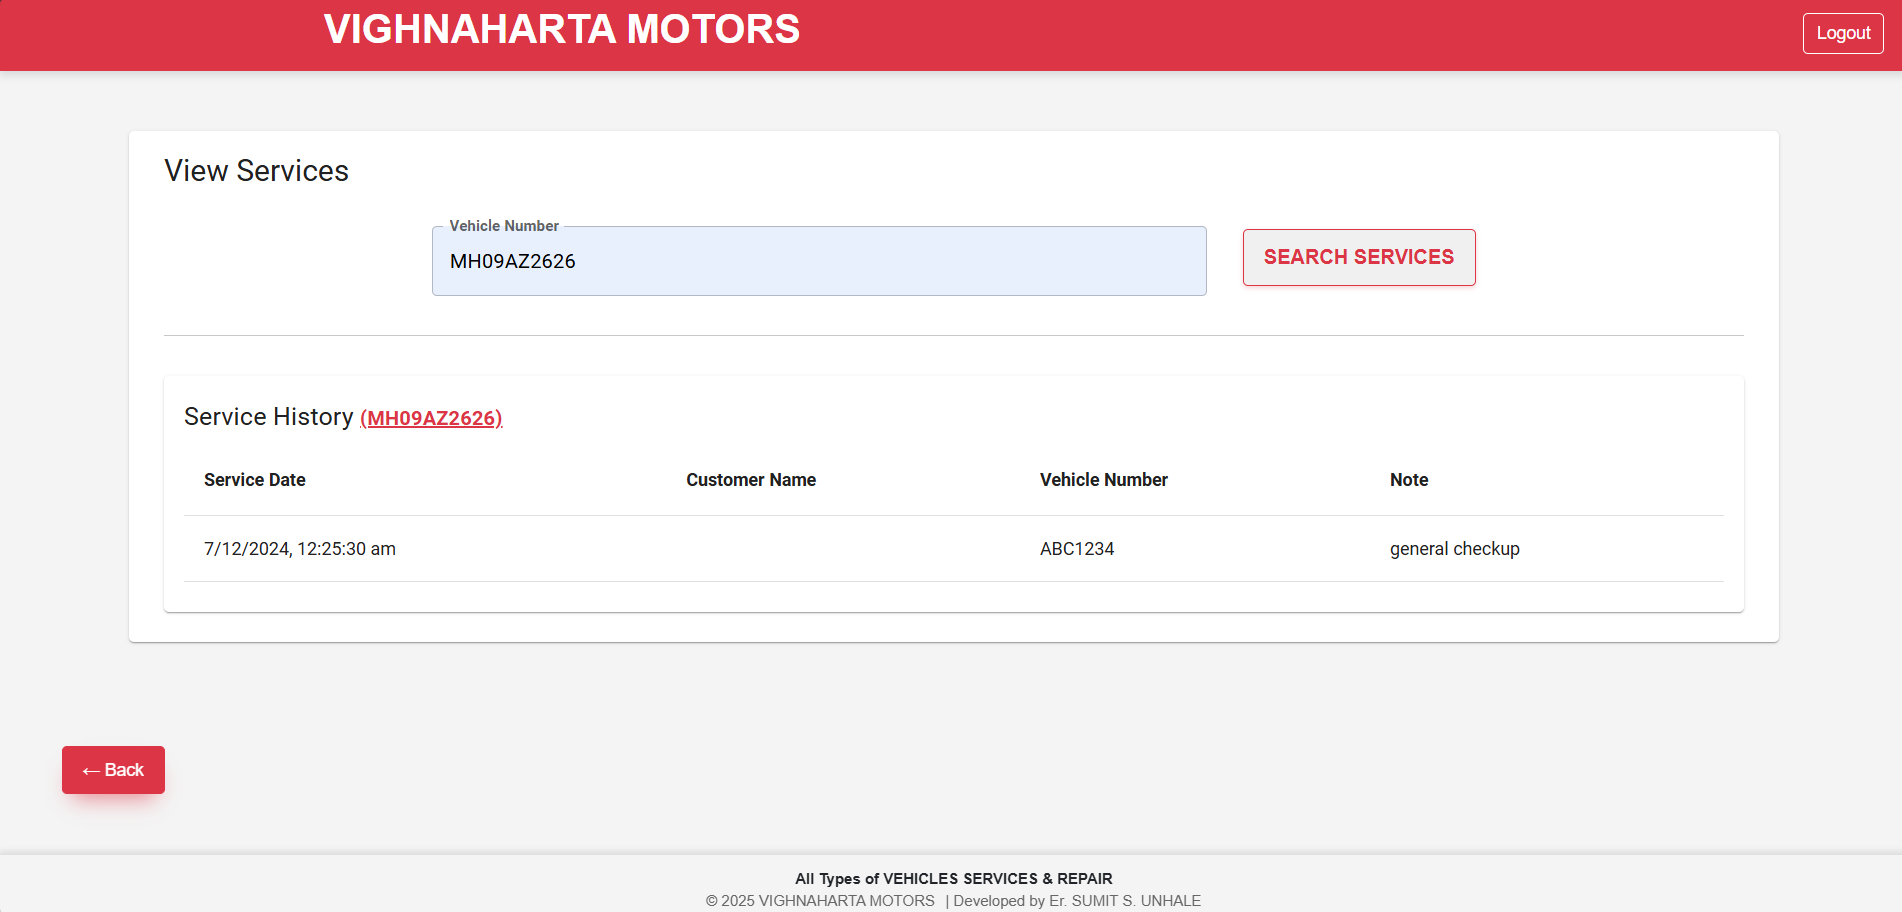 VIGHNAHARTA MOTORS
Logout
View Services
Vehicle Number
MH09AZ2626
SEARCH SERVICES
Service History (MH09AZ2626)
Service Date Customer Name Vehicle Number Note
7/12/2024, 12:25:30 am ABC1234 general checkup
← Back
All Types of VEHICLES SERVICES & REPAIR
© 2025 VIGHNAHARTA MOTORS | Developed by Er. SUMIT S. UNHALE